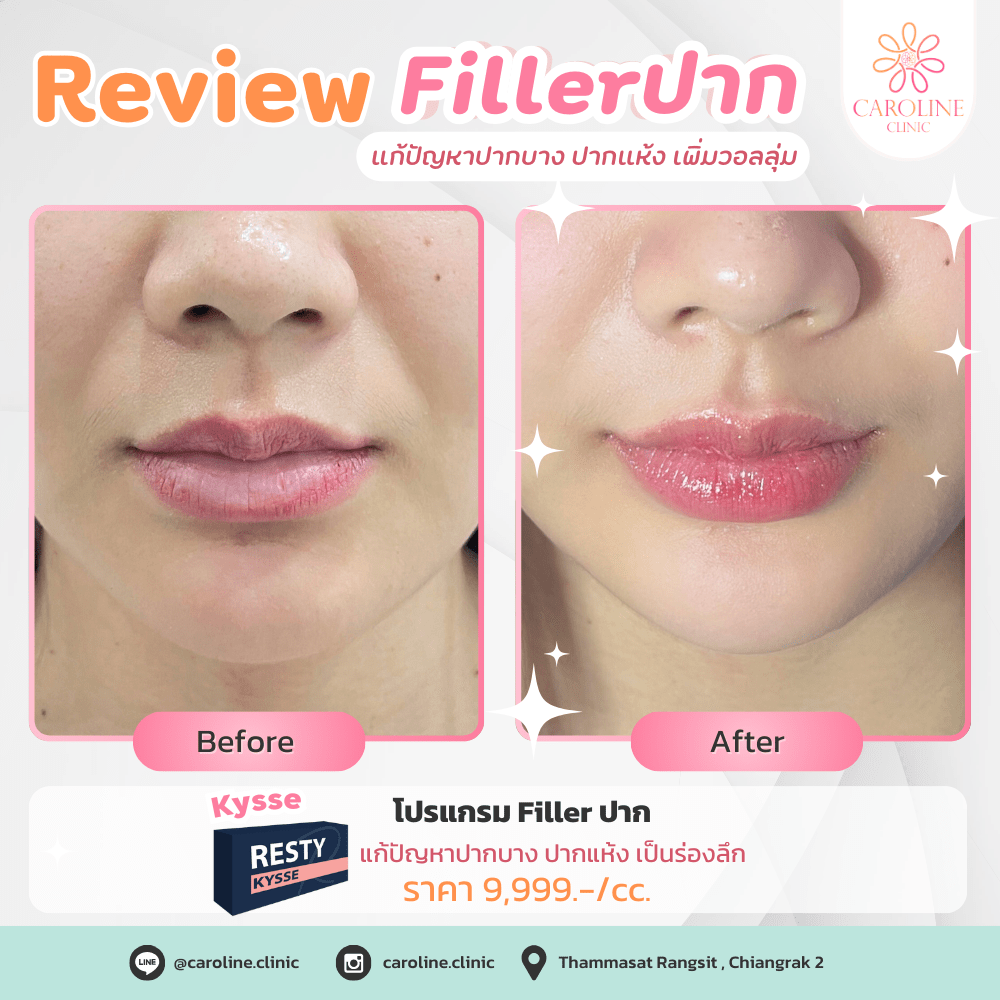 Review Fillerปาก
แก้ปัญหาปากบาง ปากแห้ง เพิ่มวอลลุ่ม
CAROLINE
CLINIC
Before
After
Kysse
RESTY
KYSSE
โปรแกรม Filler ปาก
แก้ปัญหาปากบาง ปากแห้ง เป็นร่องลึก
ราคา 9,999.-/cc.
LINE
@caroline.clinic
caroline.clinic
Thammasat Rangsit , Chiangrak 2